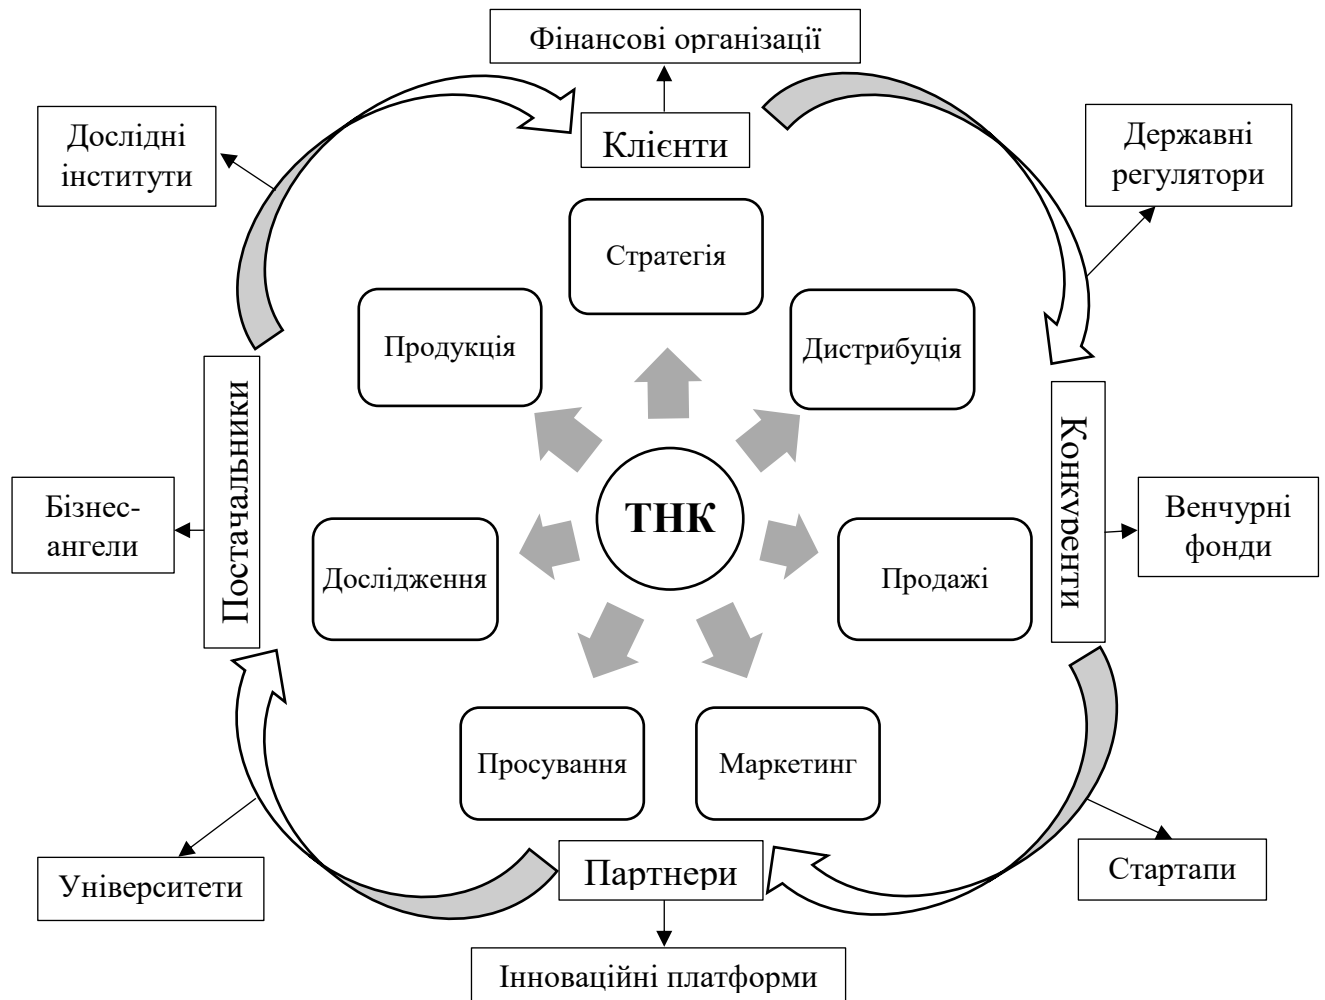 Фінансові організації
Дослідні
інститути
Клієнти
Державні
регулятори
Стратегія
Продукція
Дистрибуція
Постачальники
ТНК
Конкуренти
Бізнес-
ангели
Венчурні
фонди
Дослідження
Продажі
Просування
Маркетинг
Університети
Партнери
Стартапи
Інноваційні платформи